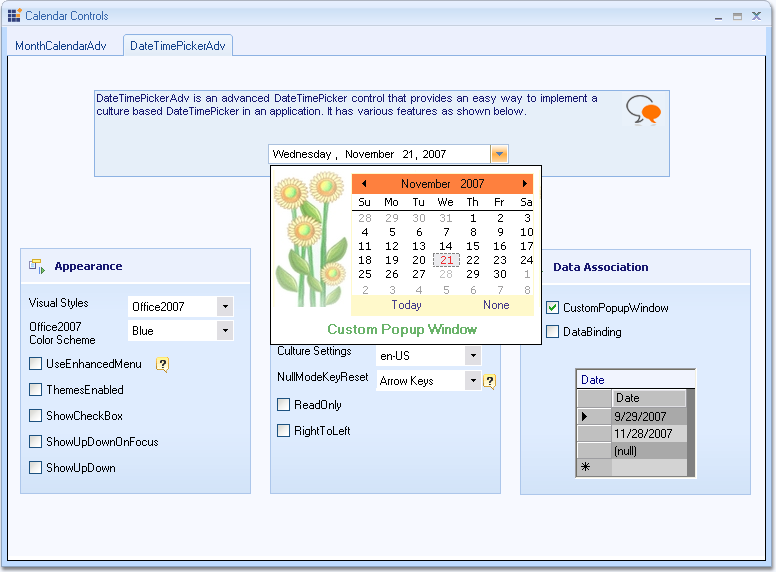 Calendar Controls
MonthCalendarAdv DateTimePickerAdv
DateTimePickerAdv is an advanced DateTimePicker control that provides an easy way to implement a
culture based DateTimePicker in an application. It has various features as shown below.
Wednesday , November 21, 2007
November 2007
Su Mo Tu We Th Fr Sa
28 29 30 31 1 2 3
4 5 6 7 8 9 10
11 12 13 14 15 16 17
18 19 20 21 22 23 24
25 26 27 28 29 30 1
2 3 4 5 6 7 8
Today None
Custom Popup Window
Appearance
Visual Styles Office2007
Office2007
Color Scheme Blue
UseEnhancedMenu ?
ThemesEnabled
ShowCheckBox
ShowUpDownOnFocus
ShowUpDown
Culture Settings en-US
NullModeKeyReset Arrow Keys ?
ReadOnly
RightToLeft
Data Association
CustomPopupWindow
DataBinding
Date
Date
9/29/2007
11/28/2007
(null)